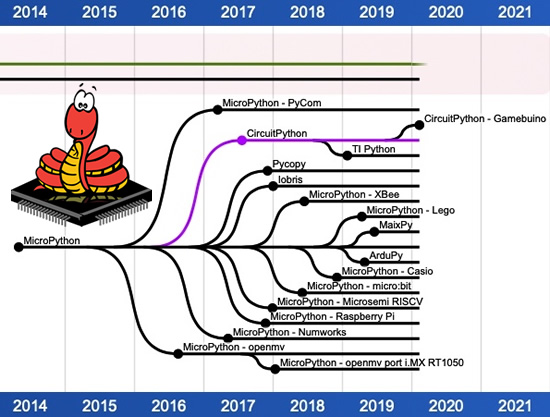 2014 2015 2016 2017 2018 2019 2020 2021
MicroPython - PyCom
CircuitPython - Gamebuino
CircuitPython
TI Python
Pycopy
Iobris
MicroPython - XBee
MicroPython - Lego
MaixPy
MicroPython
ArduPy
MicroPython - Casio
MicroPython - micro:bit
MicroPython - Microsemi RISCV
MicroPython - Raspberry Pi
MicroPython - Numworks
MicroPython - openmv
MicroPython - openmv port i.MX RT1050
2014 2015 2016 2017 2018 2019 2020 2021